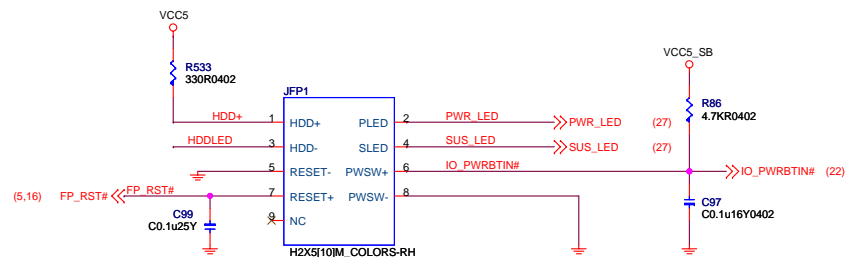 VCC5
VCC5_SB
R533
330R0402
R86
4.7KR0402
JFP1
HDD+ 1 HDD+ PLED 2 PWR_LED PWR_LED (27)
HDDLED 3 HDD- SLED 4 SUS_LED SUS_LED (27)
5 RESET- PWSW+ 6 IO_PWRBTIN# IO_PWRBTIN# (22)
(5,16) FP_RST# FP_RST# 7 RESET+ PWSW- 8
C99
C0.1u25Y
9 NC
C97
C0.1u16Y0402
H2X5[10]M_COLORS-RH